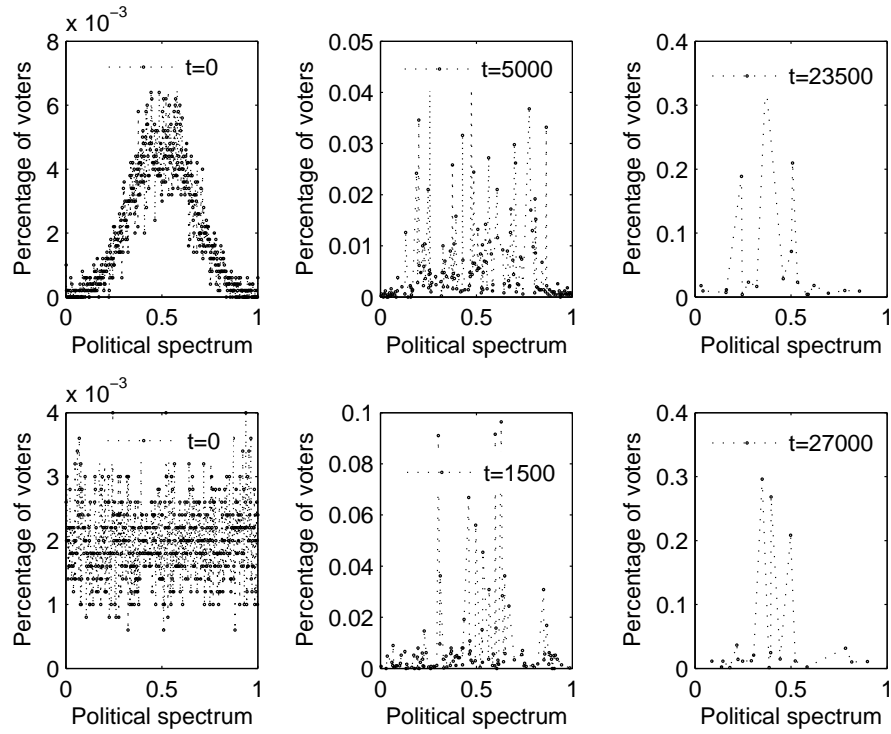 x 10⁻³
8
6
4
2
0
Percentage of voters
t=0
0 0.5 1
Political spectrum
0.05
0.04
0.03
0.02
0.01
0
Percentage of voters
t=5000
0 0.5 1
Political spectrum
0.4
0.3
0.2
0.1
0
Percentage of voters
t=23500
0 0.5 1
Political spectrum
x 10⁻³
4
3
2
1
0
Percentage of voters
t=0
0 0.5 1
Political spectrum
0.1
0.08
0.06
0.04
0.02
0
Percentage of voters
t=1500
0 0.5 1
Political spectrum
0.4
0.3
0.2
0.1
0
Percentage of voters
t=27000
0 0.5 1
Political spectrum